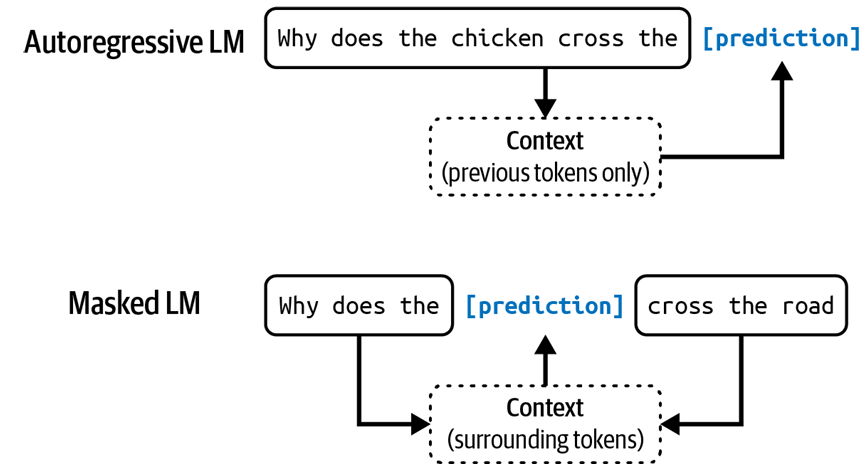 Autoregressive LM Why does the chicken cross the [prediction]
Context
(previous tokens only)
Masked LM Why does the [prediction] cross the road
Context
(surrounding tokens)